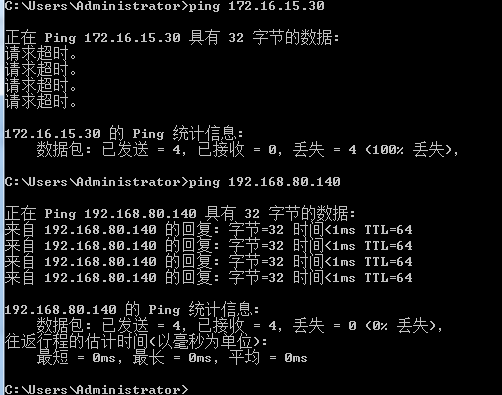 C:\Users\Administrator>ping 172.16.15.30
正在 Ping 172.16.15.30 具有 32 字节的数据:
请求超时。
请求超时。
请求超时。
请求超时。
172.16.15.30 的 Ping 统计信息:
数据包: 已发送 = 4, 已接收 = 0, 丢失 = 4 (100% 丢失),
C:\Users\Administrator>ping 192.168.80.140
正在 Ping 192.168.80.140 具有 32 字节的数据:
来自 192.168.80.140 的回复: 字节=32 时间<1ms TTL=64
来自 192.168.80.140 的回复: 字节=32 时间<1ms TTL=64
来自 192.168.80.140 的回复: 字节=32 时间<1ms TTL=64
来自 192.168.80.140 的回复: 字节=32 时间<1ms TTL=64
192.168.80.140 的 Ping 统计信息:
数据包: 已发送 = 4, 已接收 = 4, 丢失 = 0 (0% 丢失),
往返行程的估计时间(以毫秒为单位):
最短 = 0ms, 最长 = 0ms, 平均 = 0ms
C:\Users\Administrator>